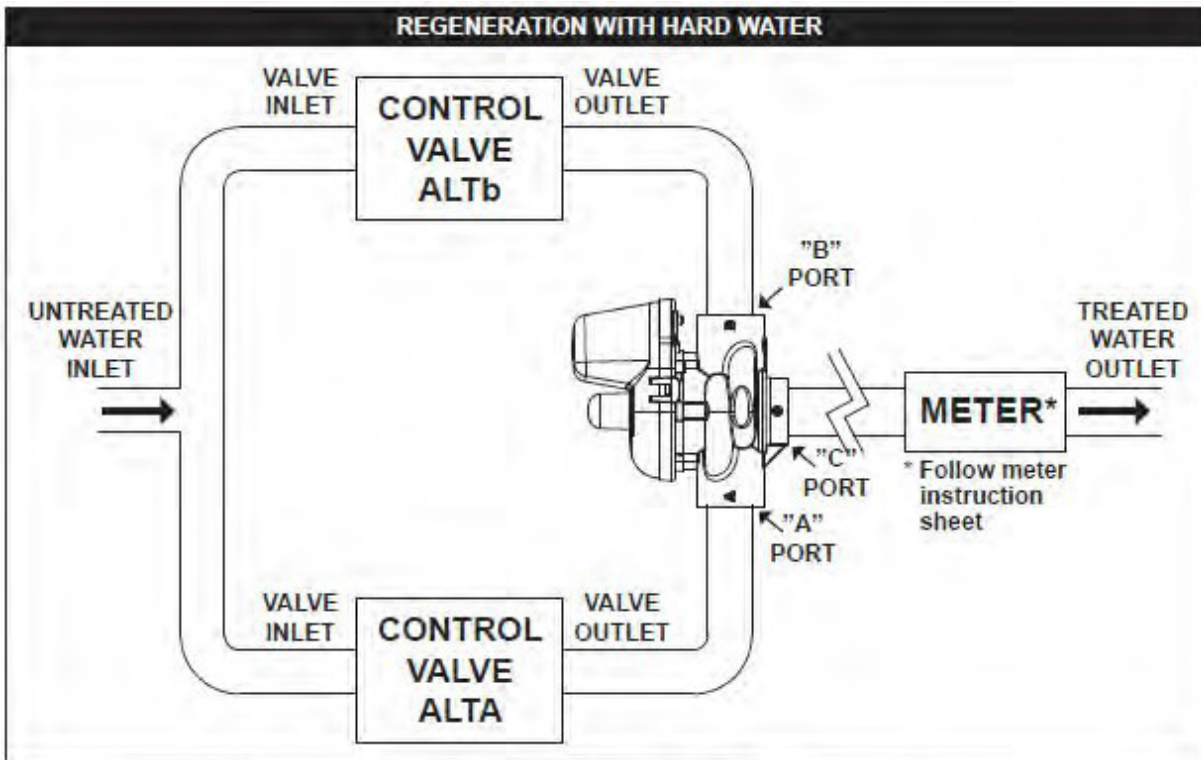 REGENERATION WITH HARD WATER
VALVE
INLET
CONTROL
VALVE
ALTb
VALVE
OUTLET
"B"
PORT
UNTREATED
WATER
INLET
TREATED
WATER
OUTLET
METER*
* Follow meter
instruction
sheet
"C"
PORT
"A"
PORT
VALVE
INLET
CONTROL
VALVE
ALTA
VALVE
OUTLET